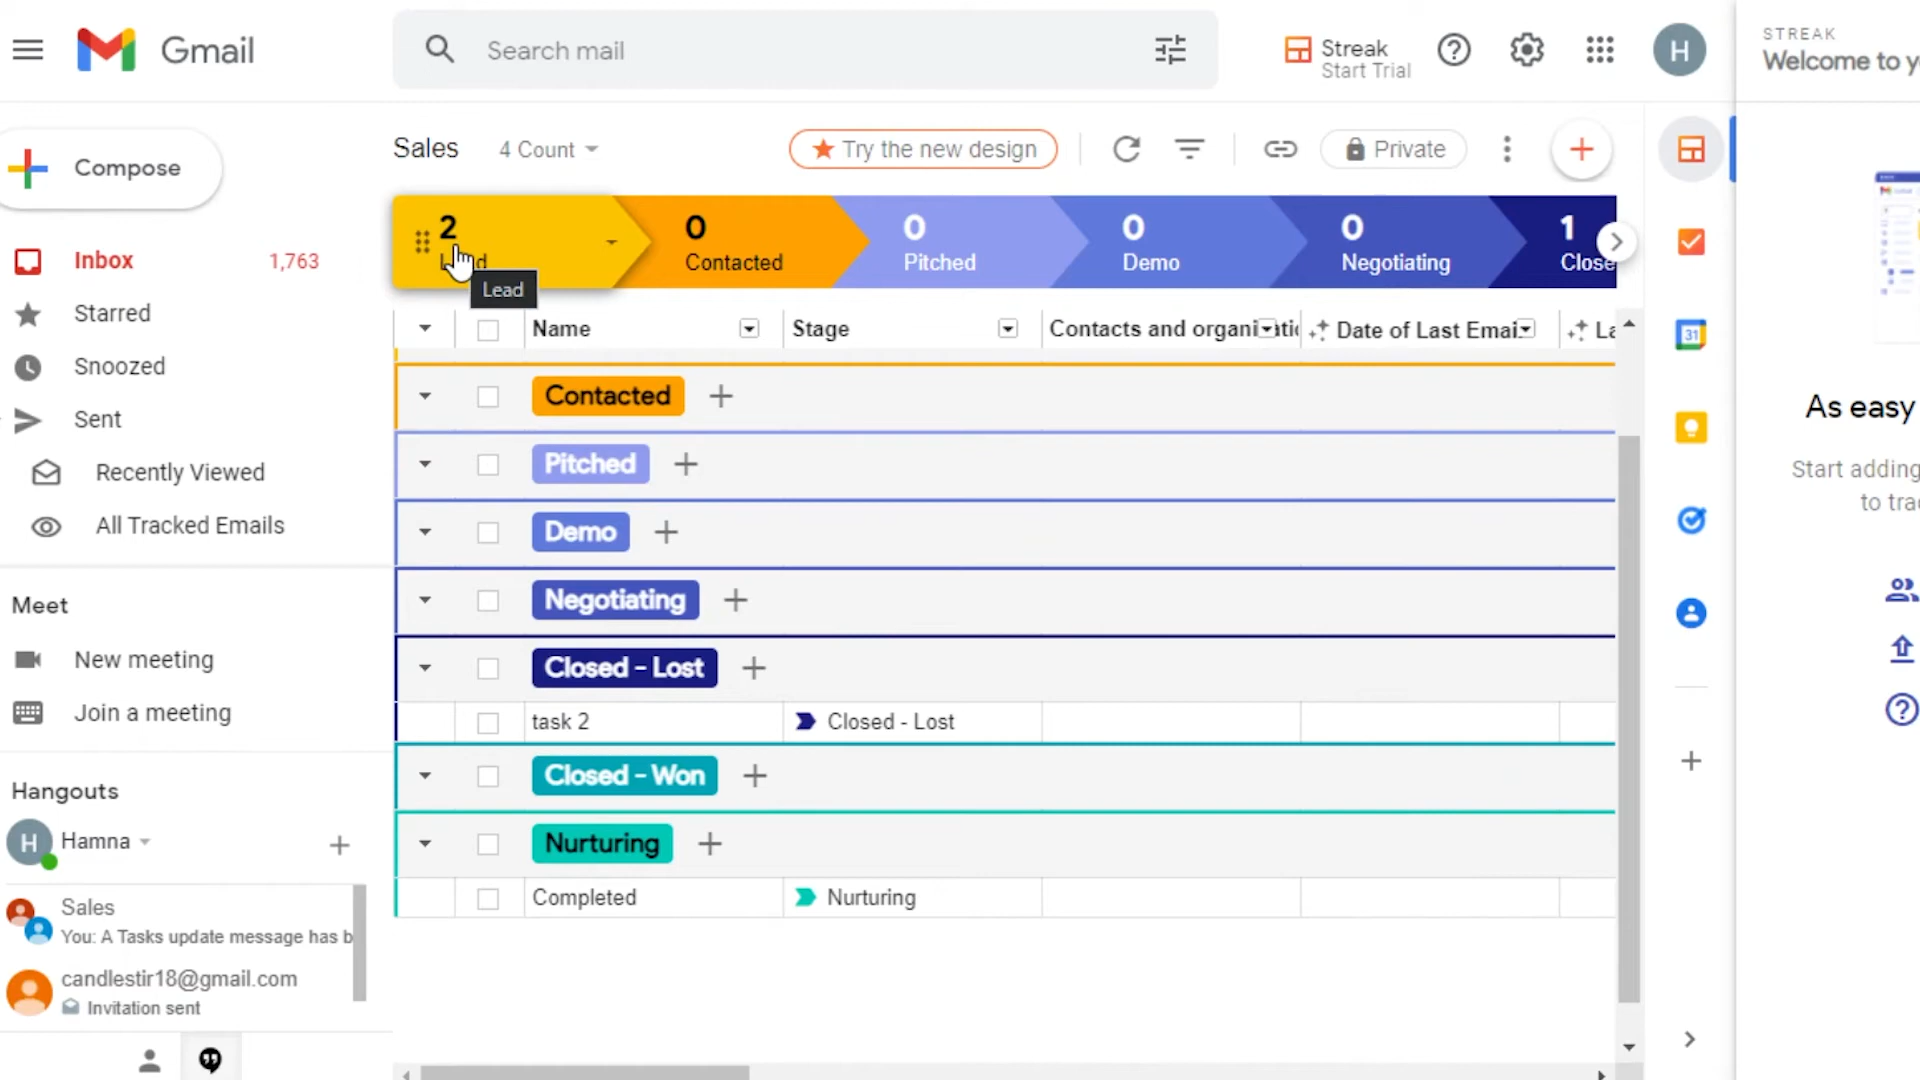 Gmail
Search mail
Streak
Start Trial
H
STREAK
Welcome to y
Compose
Sales
4 Count
Try the new design
Private
2
0
Contacted
0
Pitched
0
Demo
0
Negotiating
1
Close
Lead
Inbox
1,763
Starred
Snoozed
Sent
Recently Viewed
All Tracked Emails
Meet
New meeting
Join a meeting
Hangouts
H
Hamna
Sales
You: A Tasks update message has b
candlestir18@gmail.com
Invitation sent
Name
Stage
Contacts and organizatio
Date of Last Emai
La
Contacted
Pitched
Demo
Negotiating
Closed - Lost
task 2
Closed - Lost
Closed - Won
Nurturing
Completed
Nurturing
31
As easy
Start adding
to tra